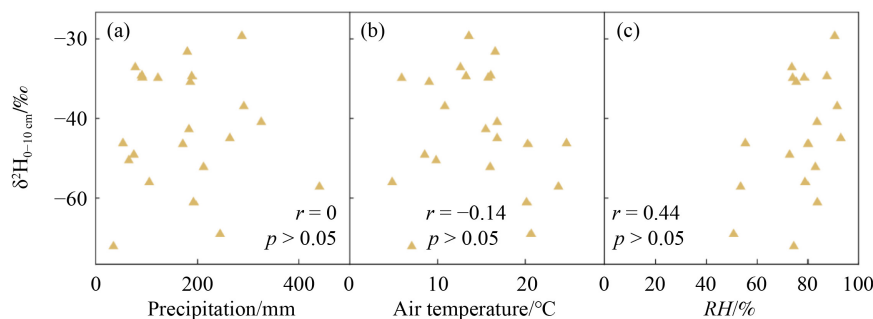 δ²H₀₋₁₀ cm/‰
−30
−40
−60
(a)
r = 0
p > 0.05
0
200
400
Precipitation/mm
(b)
r = −0.14
p > 0.05
0
10
20
Air temperature/°C
(c)
r = 0.44
p > 0.05
0
20
40
60
80
100
RH/%